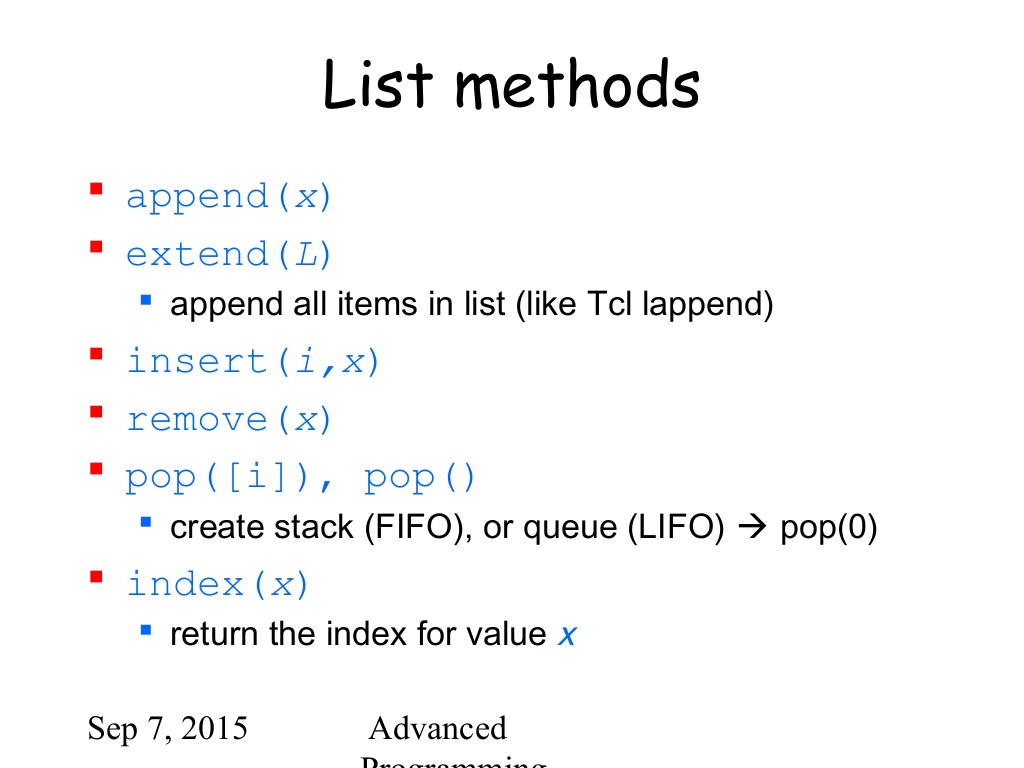 List methods
append(x)
extend(L)
append all items in list (like Tcl lappend)
insert(i,x)
remove(x)
pop([i]), pop()
create stack (FIFO), or queue (LIFO) → pop(0)
index(x)
return the index for value x
Sep 7, 2015
Advanced
Programming